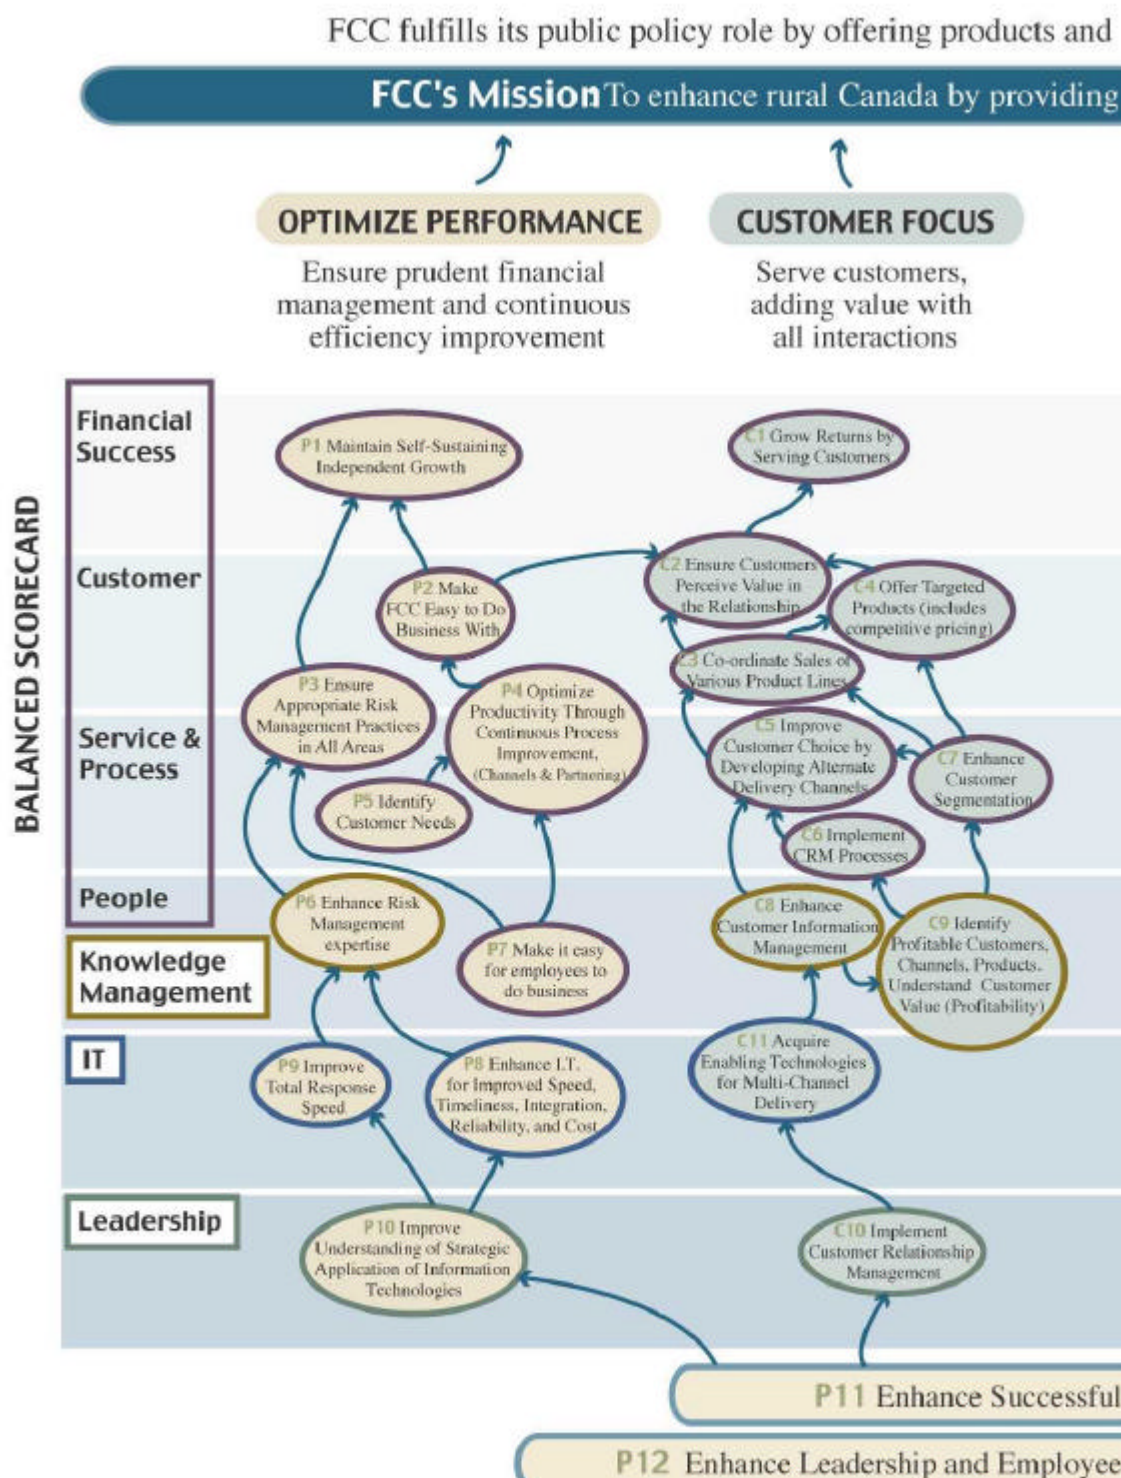 FCC fulfills its public policy role by offering products and
FCC's Mission To enhance rural Canada by providing
OPTIMIZE PERFORMANCE
Ensure prudent financial
management and continuous
efficiency improvement
CUSTOMER FOCUS
Serve customers,
adding value with
all interactions
BALANCED SCORECARD
Financial
Success
P1 Maintain Self-Sustaining
Independent Growth
C1 Grow Returns by
Serving Customers
Customer
P2 Make
FCC Easy to Do
Business With
C2 Ensure Customers
Perceive Value in
the Relationship
C4 Offer Targeted
Products (includes
competitive pricing)
C3 Co-ordinate Sales of
Various Product Lines
Service &
Process
P3 Ensure
Appropriate Risk
Management Practices
in All Areas
P4 Optimize
Productivity Through
Continuous Process
Improvement,
(Channels & Partnering)
P5 Identify
Customer Needs
C5 Improve
Customer Choice by
Developing Alternate
Delivery Channels
C7 Enhance
Customer
Segmentation
C6 Implement
CRM Processes
People
Knowledge
Management
P6 Enhance Risk
Management
expertise
P7 Make it easy
for employees to
do business
C8 Enhance
Customer Information
Management
C9 Identify
Profitable Customers,
Channels, Products.
Understand Customer
Value (Profitability)
IT
P9 Improve
Total Response
Speed
P8 Enhance I.T.
for Improved Speed,
Timeliness, Integration,
Reliability, and Cost
C11 Acquire
Enabling Technologies
for Multi-Channel
Delivery
Leadership
P10 Improve
Understanding of Strategic
Application of Information
Technologies
C10 Implement
Customer Relationship
Management
P11 Enhance Successful
P12 Enhance Leadership and Employee